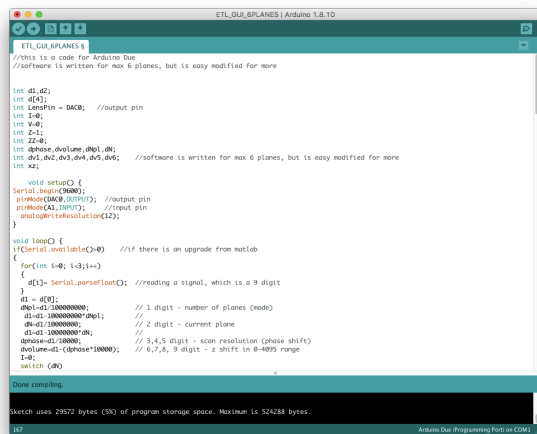 ETL_GUI_6PLANES | Arduino 1.8.10
ETL_GUI_6PLANES §
//this is a code for Arduino Due
//software is written for max 6 planes, but is easy modified for more
int d1,d2;
int d[4];
int LensPin = DAC0;   //output pin
int I=0;
int V=0;
int Z=1;
int ZZ=0;
int dphase,dvolume,dNpl,dN;
int dv1,dv2,dv3,dv4,dv5,dv6;   //software is written for max 6 planes, but is easy modified for more
int xz;
void setup() {
Serial.begin(9600);
pinMode(DAC0,OUTPUT);  //output pin
pinMode(A1,INPUT);     //input pin
analogWriteResolution(12);
}
void loop() {
if(Serial.available()>0)   //if there is an upgrade from matlab
{
for(int i=0; i<3;i++)
{
d[i]= Serial.parseFloat();  //reading a signal, which is a 9 digit
}
d1 = d[0];
dNpl=d1/100000000;          // 1 digit - number of planes (mode)
d1=d1-100000000*dNpl;      //
dN=d1/10000000;            // 2 digit - current plane
d1=d1-10000000*dN;         //
dphase=d1/10000;            // 3,4,5 digit - scan resolution (phase shift)
dvolume=d1-(dphase*10000);  // 6,7,8, 9 digit - z shift in 0-4095 range
I=0;
switch (dN)
Done compiling.
Sketch uses 29572 bytes (5%) of program storage space. Maximum is 524288 bytes.
167
Arduino Due (Programming Port) on COM1